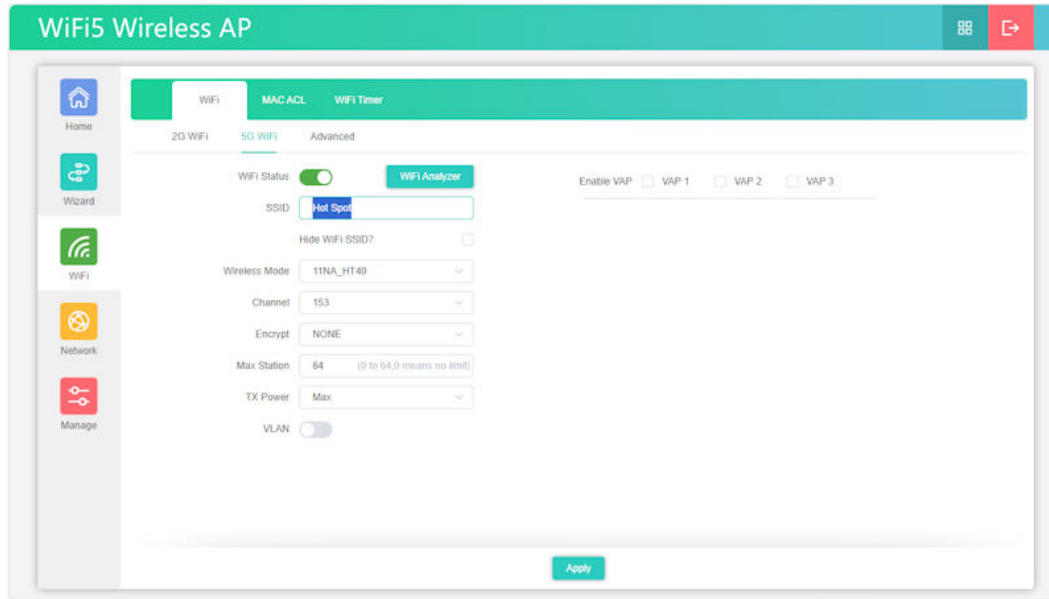 WiFi5 Wireless AP
Home
Wizard
WiFi
Network
Manage
WiFi MAC ACL WiFi Timer
2G WiFi 5G WiFi Advanced
WiFi Status WiFi Analyzer
SSID Hot Spot
Hide WiFi SSID?
Wireless Mode 11NA_HT40
Channel 153
Encrypt NONE
Max Station 64 (0 to 64,0 means no limit)
TX Power Max
VLAN
Enable VAP VAP 1 VAP 2 VAP 3
Apply